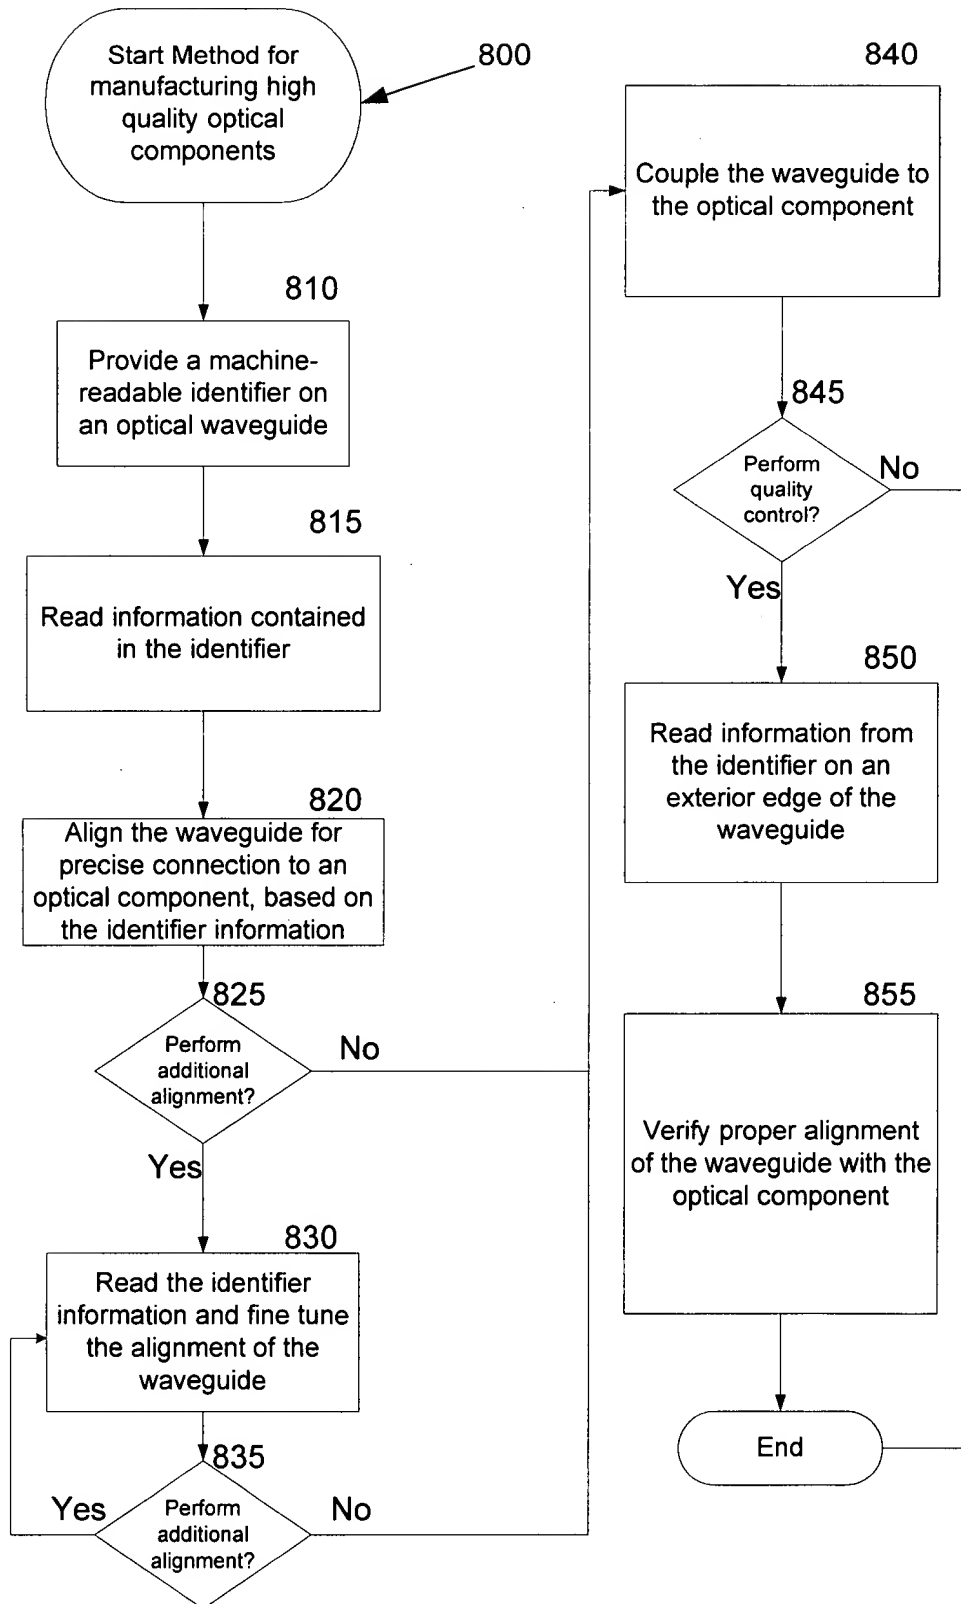 Start Method for
manufacturing high
quality optical
components
800
810
Provide a machine-
readable identifier on
an optical waveguide
815
Read information contained
in the identifier
820
Align the waveguide for
precise connection to an
optical component, based on
the identifier information
825
Perform
additional
alignment?
No
Yes
830
Read the identifier
information and fine tune
the alignment of the
waveguide
835
Yes
Perform
additional
alignment?
No
840
Couple the waveguide to
the optical component
845
Perform
quality
control?
No
Yes
850
Read information from
the identifier on an
exterior edge of the
waveguide
855
Verify proper alignment
of the waveguide with the
optical component
End